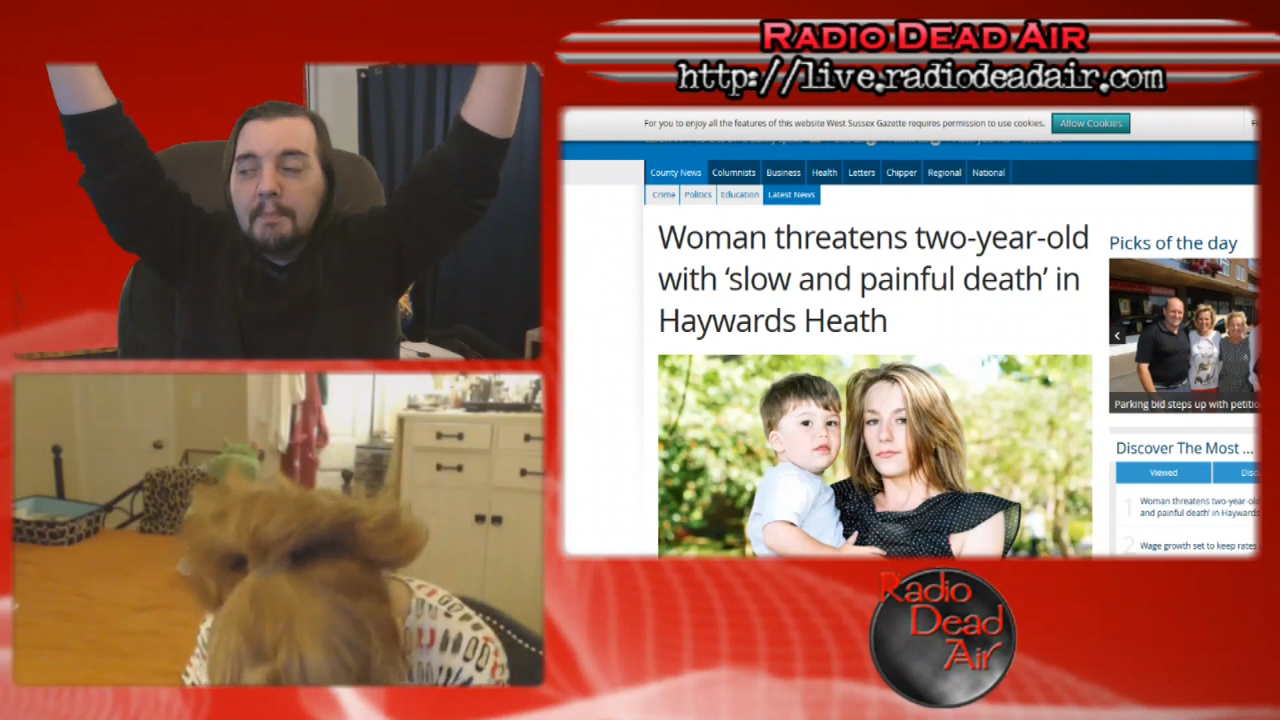 RADIO DEAD AIR
http://live.radiodeadair.com
For you to enjoy all the features of this website West Sussex Gazette requires permission to use cookies.
Allow Cookies
County News
Columnists
Business
Health
Letters
Chipper
Regional
National
Crime
Politics
Education
Latest News
Woman threatens two-year-old
with ‘slow and painful death’ in
Haywards Heath
Picks of the day
Parking bid steps up with petitio
Discover The Most ...
Viewed
Disc
1
Woman threatens two-year-old
and painful death' in Haywards
2
Wage growth set to keep rates
Radio
Dead
Air